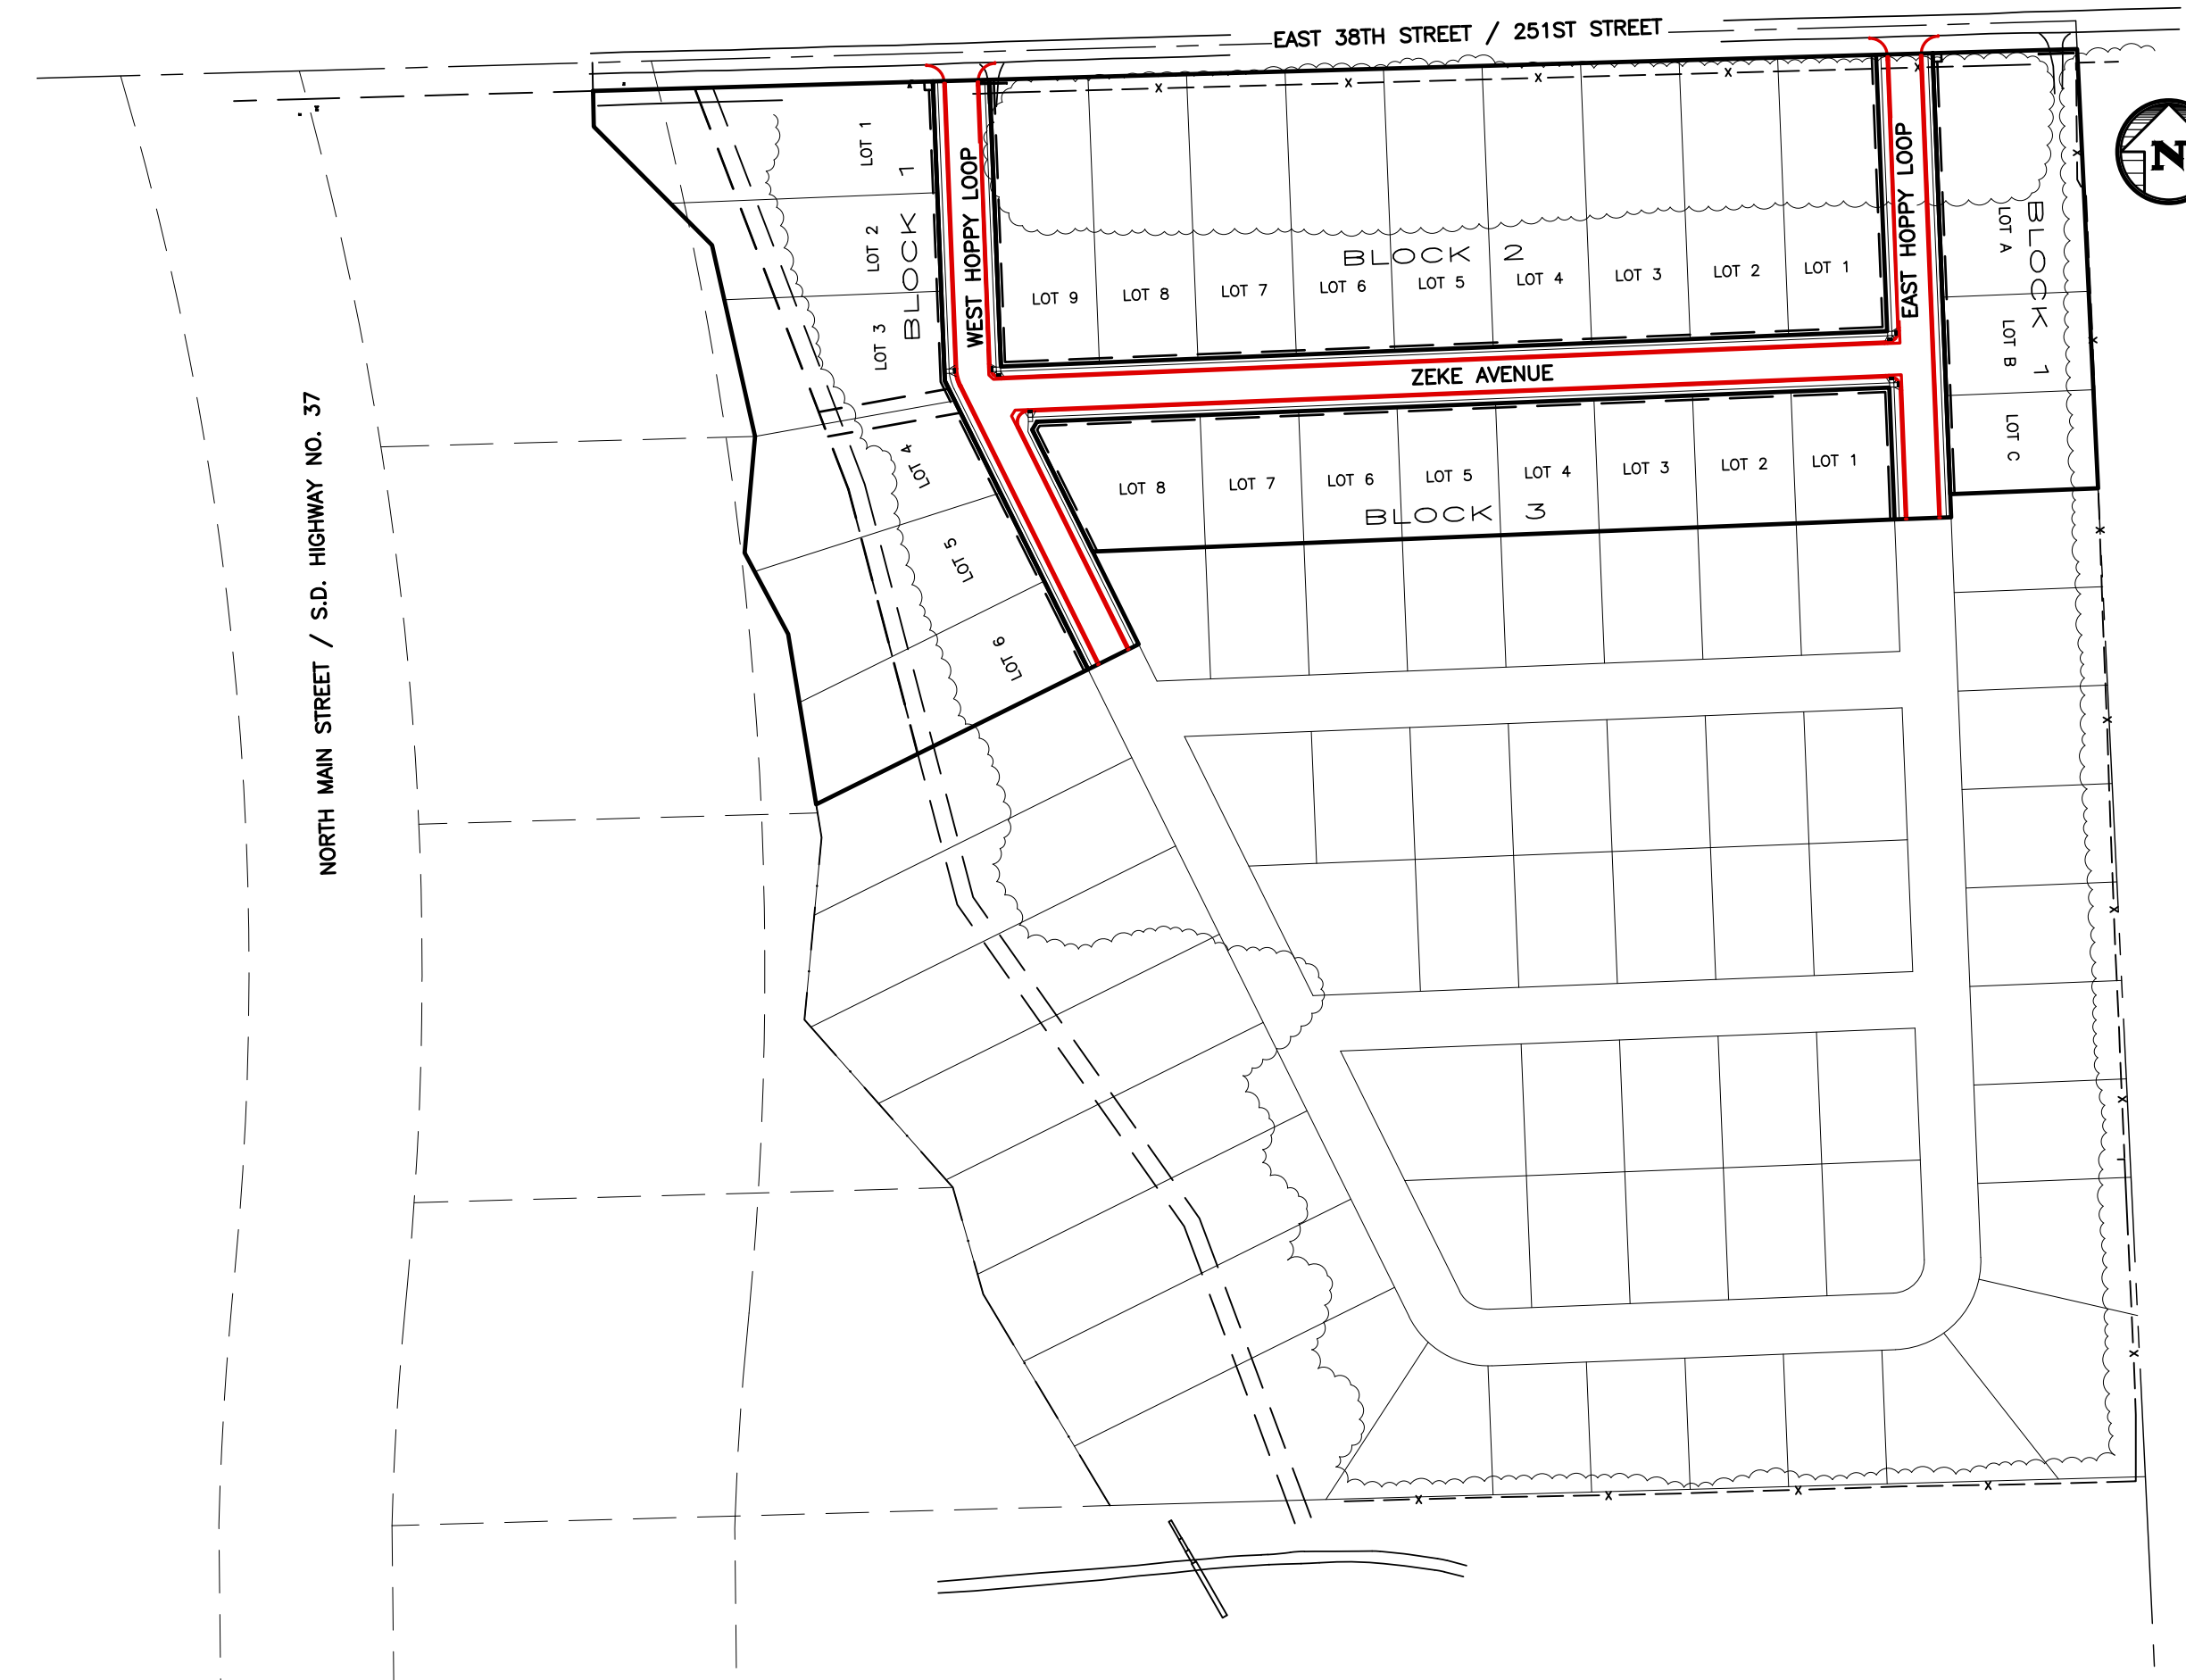 EAST 38TH STREET / 251ST STREET
NORTH MAIN STREET / S.D. HIGHWAY NO. 37
N
LOT 1
LOT 2
LOT 3
BLOCK 1
LOT 4
LOT 5
LOT 6
WEST HOPPY LOOP
BLOCK 2
LOT 9
LOT 8
LOT 7
LOT 6
LOT 5
LOT 4
LOT 3
LOT 2
LOT 1
EAST HOPPY LOOP
LOT A
LOT B
LOT C
BLOCK 1
ZEKE AVENUE
LOT 8
LOT 7
LOT 6
LOT 5
LOT 4
LOT 3
LOT 2
LOT 1
BLOCK 3